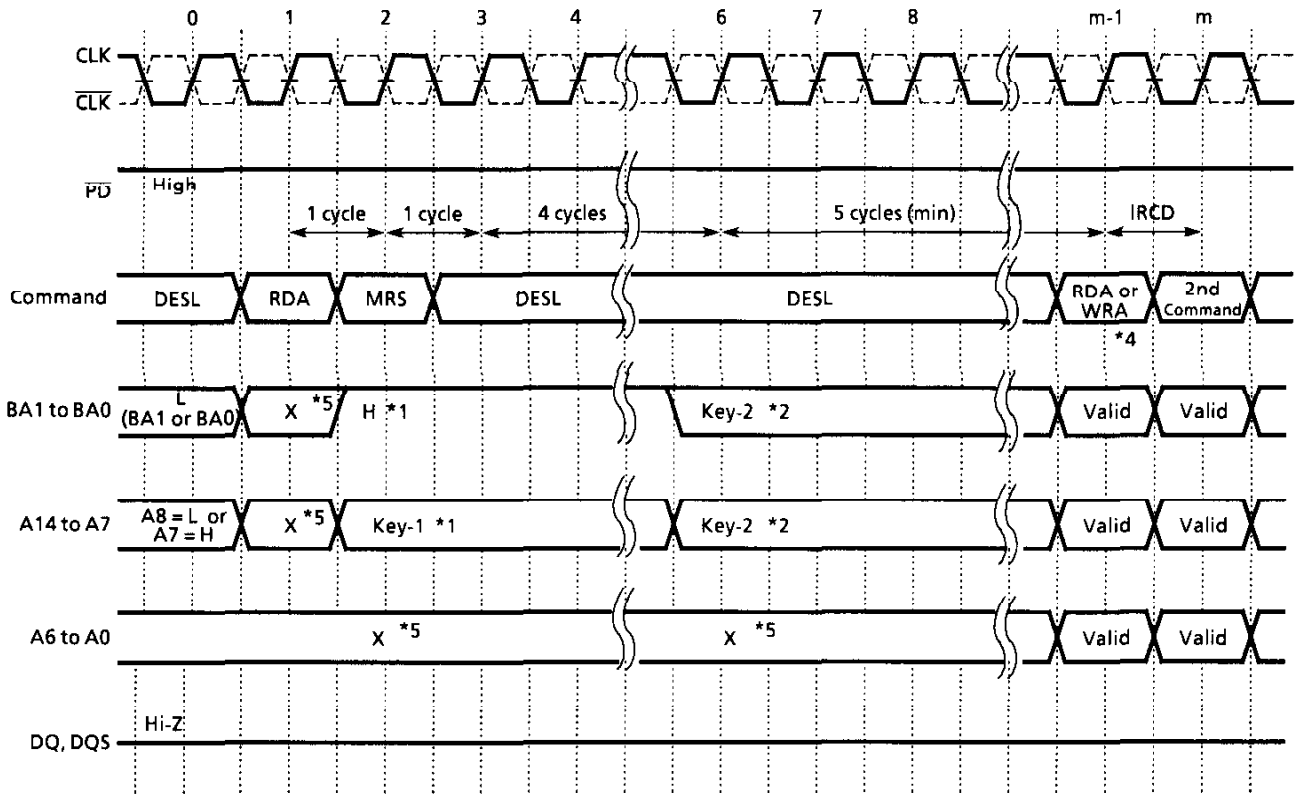 0 1 2 3 4 6 7 8 m-1 m
CLK
CLK
PD High
1 cycle 1 cycle 4 cycles 5 cycles (min) IRCD
Command DESL RDA MRS DESL DESL RDA or WRA 2nd Command
*4
BA1 to BA0 L (BA1 or BA0) X *5 H *1 Key-2 *2 Valid Valid
A14 to A7 A8 = L or A7 = H X *5 Key-1 *1 Key-2 *2 Valid Valid
A6 to A0 X *5 X *5 Valid Valid
Hi-Z
DQ, DQS